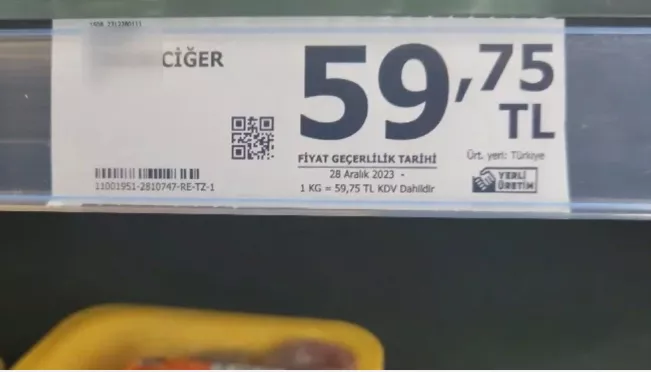 CİĞER
59,75
TL
FİYAT GEÇERLİLİK TARİHİ
28 Aralık 2023 -
1 KG = 59,75 TL KDV Dahildir
Ürt. yeri: Türkiye
YERLİ
ÜRETİM
11001951-2810747-RE-TZ-1